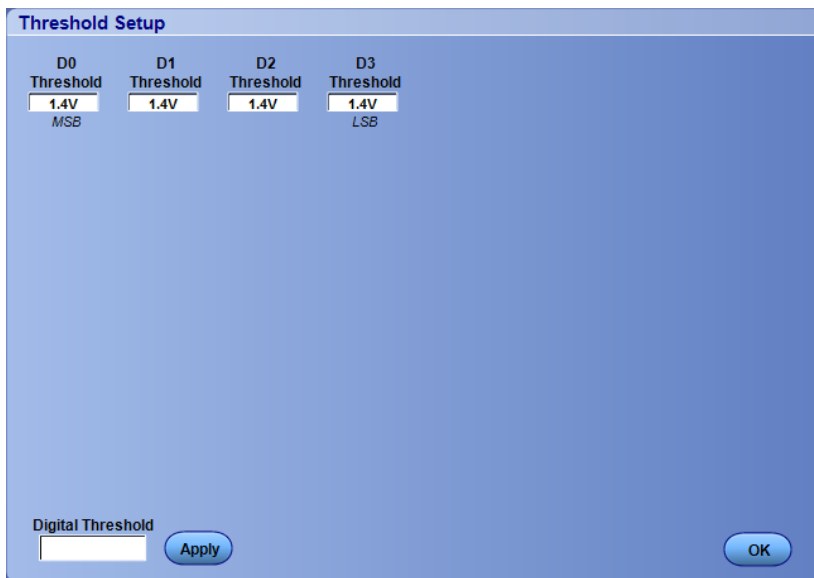 Threshold Setup
D0 D1 D2 D3
Threshold Threshold Threshold Threshold
1.4V 1.4V 1.4V 1.4V
MSB LSB
Digital Threshold
Apply
OK